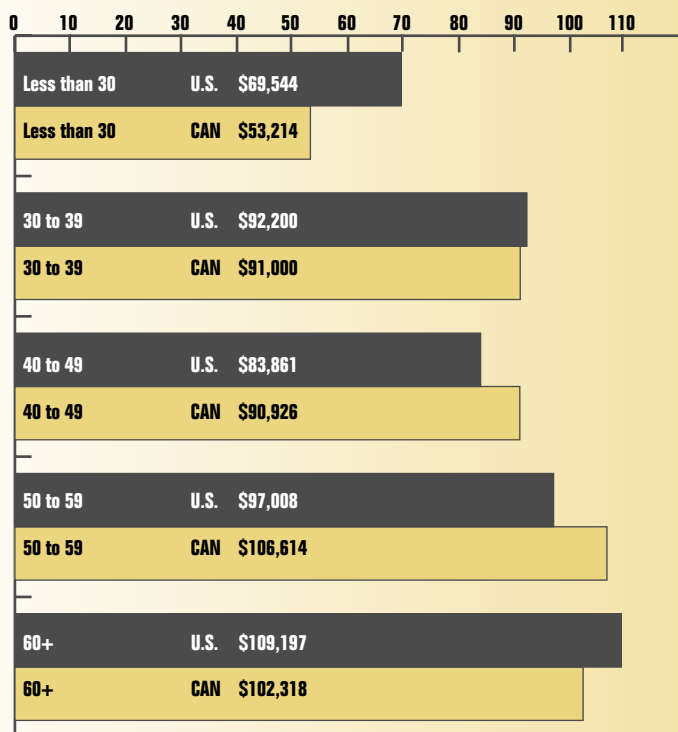 0 10 20 30 40 50 60 70 80 90 100 110
Less than 30 U.S. $69,544
Less than 30 CAN $53,214
30 to 39 U.S. $92,200
30 to 39 CAN $91,000
40 to 49 U.S. $83,861
40 to 49 CAN $90,926
50 to 59 U.S. $97,008
50 to 59 CAN $106,614
60+ U.S. $109,197
60+ CAN $102,318